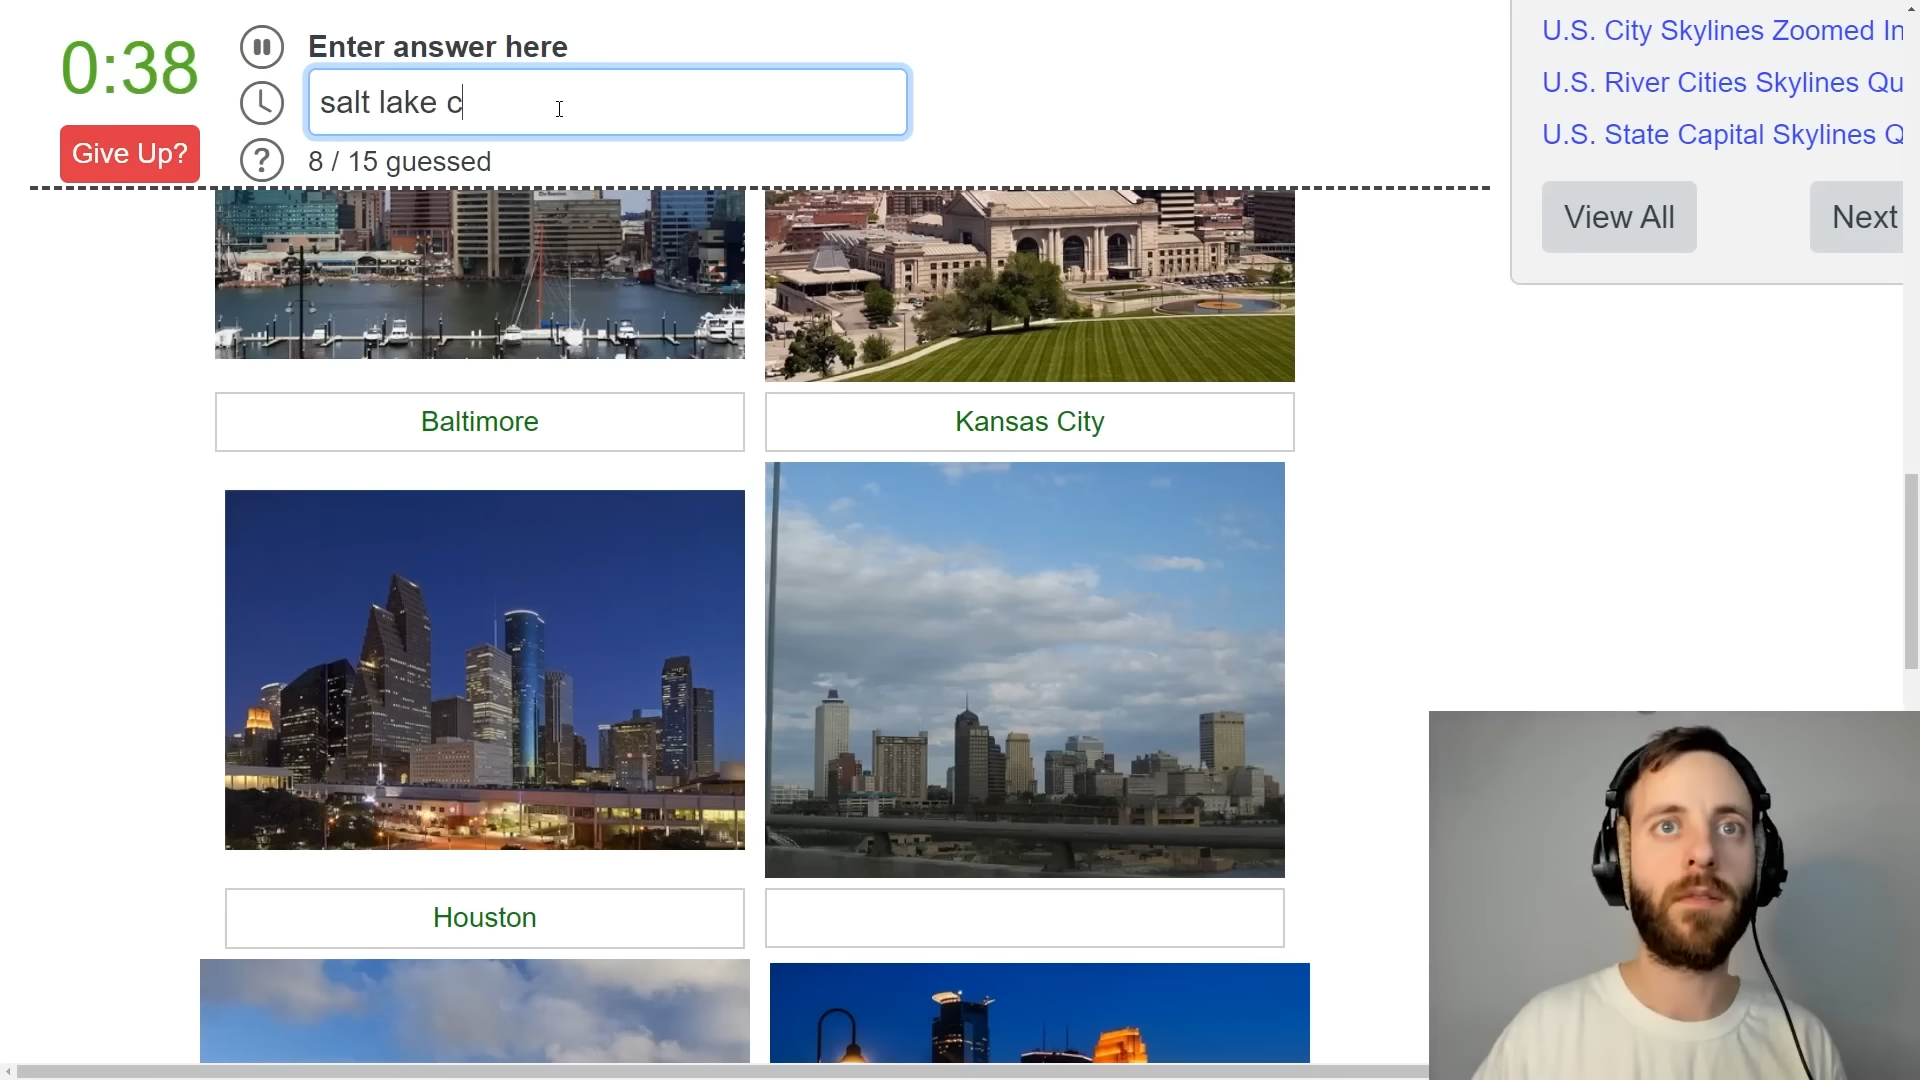 0:38
Give Up?
Enter answer here
salt lake c
8 / 15 guessed
U.S. City Skylines Zoomed In
U.S. River Cities Skylines Qu
U.S. State Capital Skylines Q
View All
Next
Baltimore
Kansas City
Houston